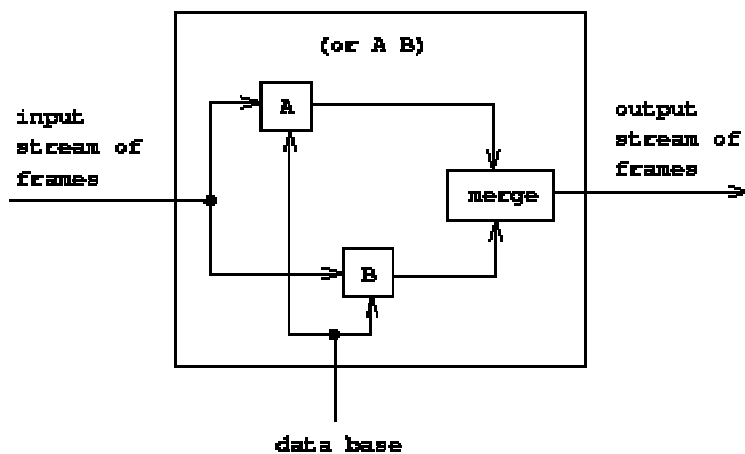 (or A B)
input
stream of
frames
A
output
stream of
frames
merge
B
data base